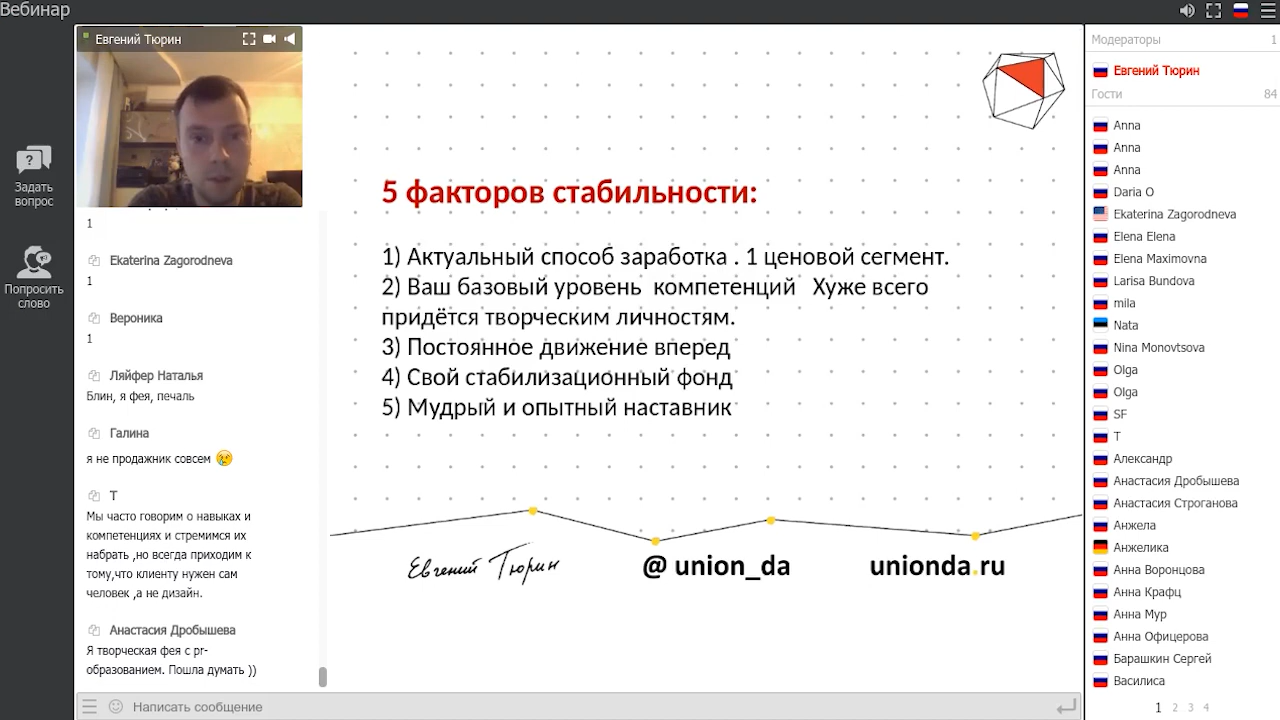 Вебинар
Евгений Тюрин
Задать
вопрос
Попросить
слово
1
Ekaterina Zagorodneva
1
Вероника
1
Ляйфер Наталья
Блин, я фея, печаль
Галина
я не продажник совсем
Т
Мы часто говорим о навыках и
компетенциях и стремимся их
набрать ,но всегда приходим к
тому,что клиенту нужен сам
человек ,а не дизайн.
Анастасия Дробышева
Я творческая фея с pr-
образованием. Пошла думать ))
Написать сообщение
5 факторов стабильности:
1) Актуальный способ заработка . 1 ценовой сегмент.
2) Ваш базовый уровень компетенций Хуже всего
придётся творческим личностям.
3) Постоянное движение вперед
4) Свой стабилизационный фонд
5) Мудрый и опытный наставник
Евгений Тюрин
@ union_da
unionda.ru
Модераторы 1
Евгений Тюрин
Гости 84
Anna
Anna
Anna
Daria O
Ekaterina Zagorodneva
Elena Elena
Elena Maximovna
Larisa Bundova
mila
Nata
Nina Monovtsova
Olga
Olga
SF
T
Александр
Анастасия Дробышева
Анастасия Строганова
Анжела
Анжелика
Анна Воронцова
Анна Крафц
Анна Мур
Анна Офицерова
Барашкин Сергей
Василиса
1 2 3 4